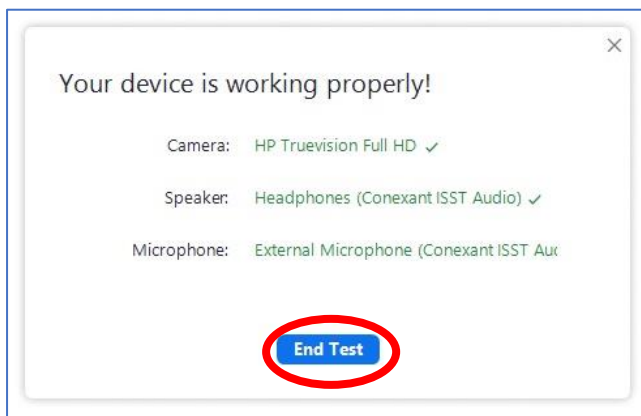 Your device is working properly!
Camera: HP Truevision Full HD ✓
Speaker: Headphones (Conexant ISST Audio) ✓
Microphone: External Microphone (Conexant ISST Au
End Test